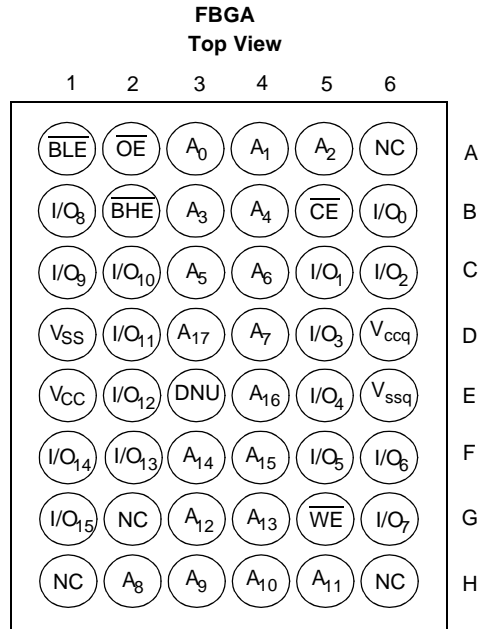 FBGA
Top View
1 2 3 4 5 6
BLE OE A0 A1 A2 NC A
I/O8 BHE A3 A4 CE I/O0 B
I/O9 I/O10 A5 A6 I/O1 I/O2 C
VSS I/O11 A17 A7 I/O3 Vccq D
VCC I/O12 DNU A16 I/O4 Vssq E
I/O14 I/O13 A14 A15 I/O5 I/O6 F
I/O15 NC A12 A13 WE I/O7 G
NC A8 A9 A10 A11 NC H